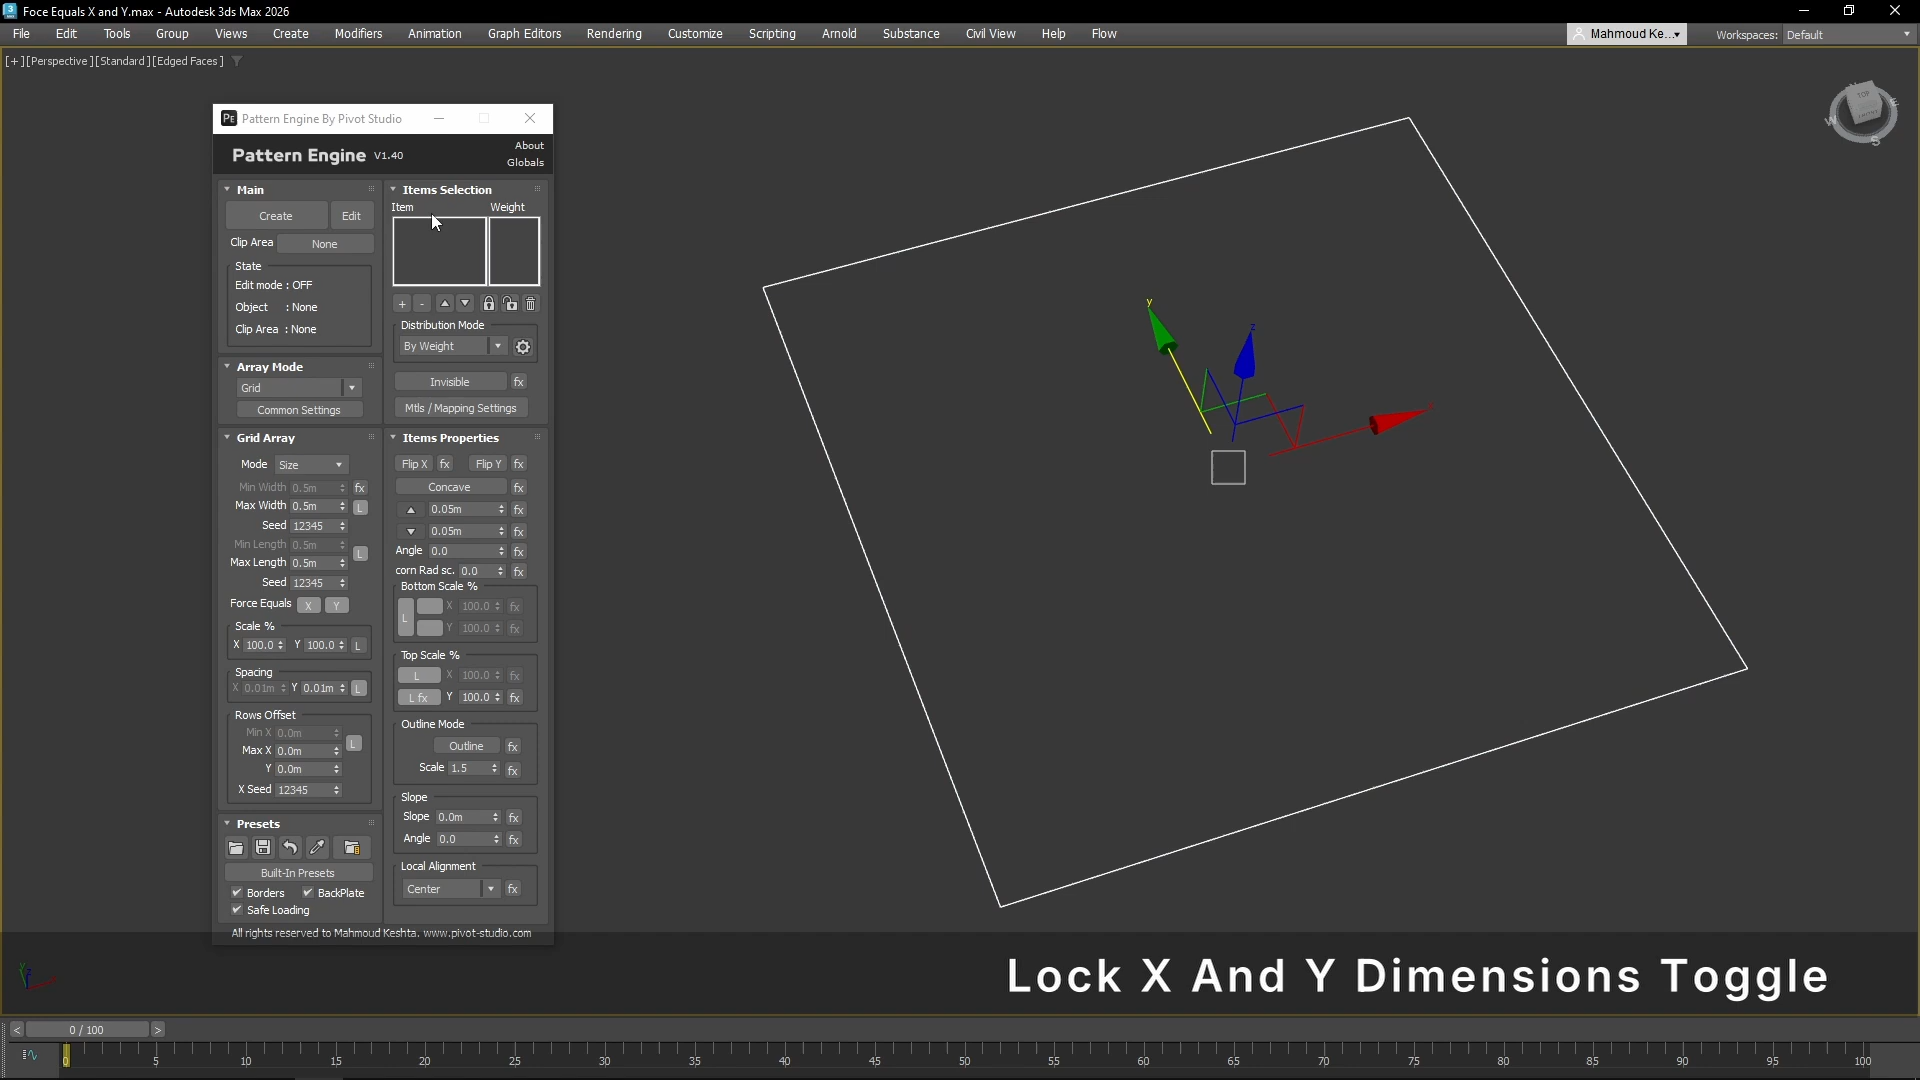 Foce Equals X and Y.max - Autodesk 3ds Max 2026
File Edit Tools Group Views Create Modifiers Animation Graph Editors Rendering Customize Scripting Arnold Substance Civil View Help Flow
Mahmoud Ke...
Workspaces: Default
[+][Perspective][Standard][Edged Faces]
TOP
W
S
PE Pattern Engine By Pivot Studio
Pattern Engine V1.40
About
Globals
Main
Create Edit
Clip Area None
State
Edit mode : OFF
Object : None
Clip Area : None
Array Mode
Grid
Common Settings
Grid Array
Mode Size
Min Width 0.5m fx
Max Width 0.5m L
Seed 12345
Min Length 0.5m
L
Max Length 0.5m
Seed 12345
Force Equals X Y
Scale %
X 100.0 Y 100.0 L
Spacing
X 0.01m Y 0.01m L
Rows Offset
Min X 0.0m
L
Max X 0.0m
Y 0.0m
X Seed 12345
Presets
Built-In Presets
Borders BackPlate
Safe Loading
Items Selection
Item Weight
+ -
Distribution Mode
By Weight
Invisible fx
Mtls / Mapping Settings
Items Properties
Flip X fx Flip Y fx
Concave fx
0.05m fx
0.05m fx
Angle 0.0 fx
corn Rad sc. 0.0 fx
Bottom Scale %
L X 100.0 fx
Y 100.0 fx
Top Scale %
L X 100.0 fx
L fx Y 100.0 fx
Outline Mode
Outline fx
Scale 1.5 fx
Slope
Slope 0.0m fx
Angle 0.0 fx
Local Alignment
Center fx
All rights reserved to Mahmoud Keshta. www.pivot-studio.com
y
z
Lock X And Y Dimensions Toggle
< 0 / 100 >
0 5 10 15 20 25 30 35 40 45 50 55 60 65 70 75 80 85 90 95 100